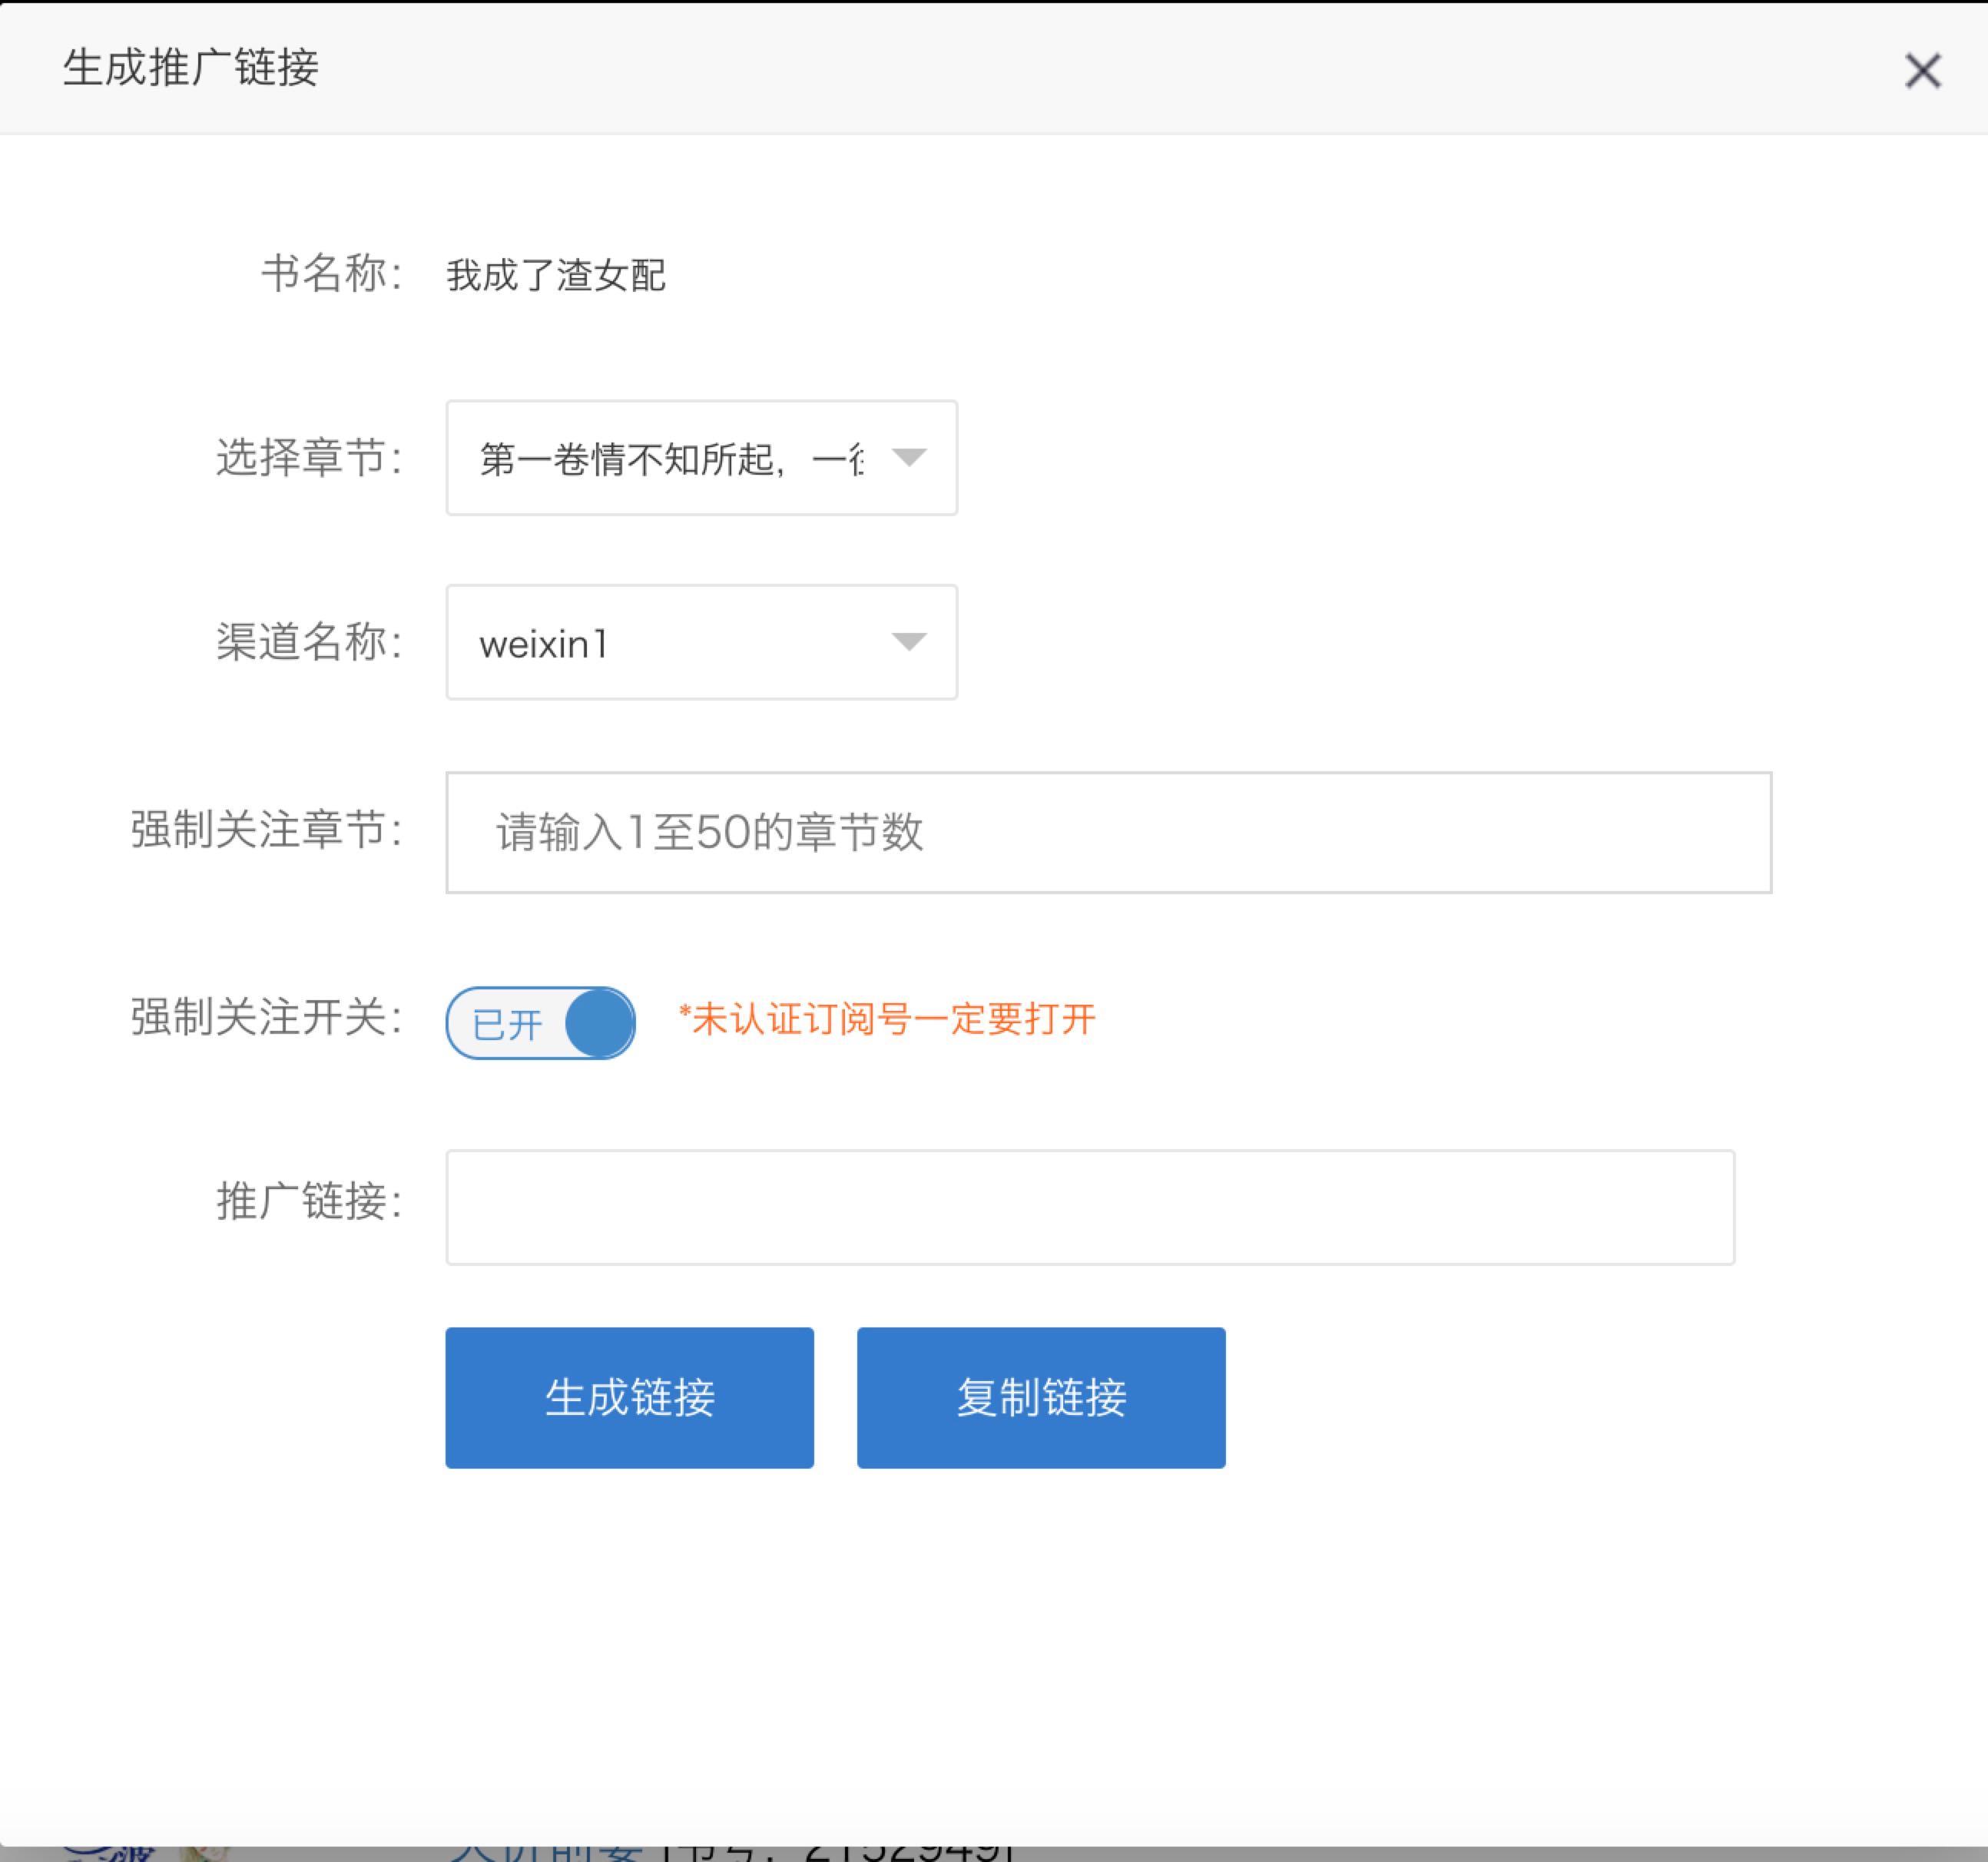 生成推广链接
书名称： 我成了渣女配
选择章节： 第一卷情不知所起，一
渠道名称： weixin1
强制关注章节： 请输入1至50的章节数
强制关注开关： 已开 *未认证订阅号一定要打开
推广链接：
生成链接 复制链接